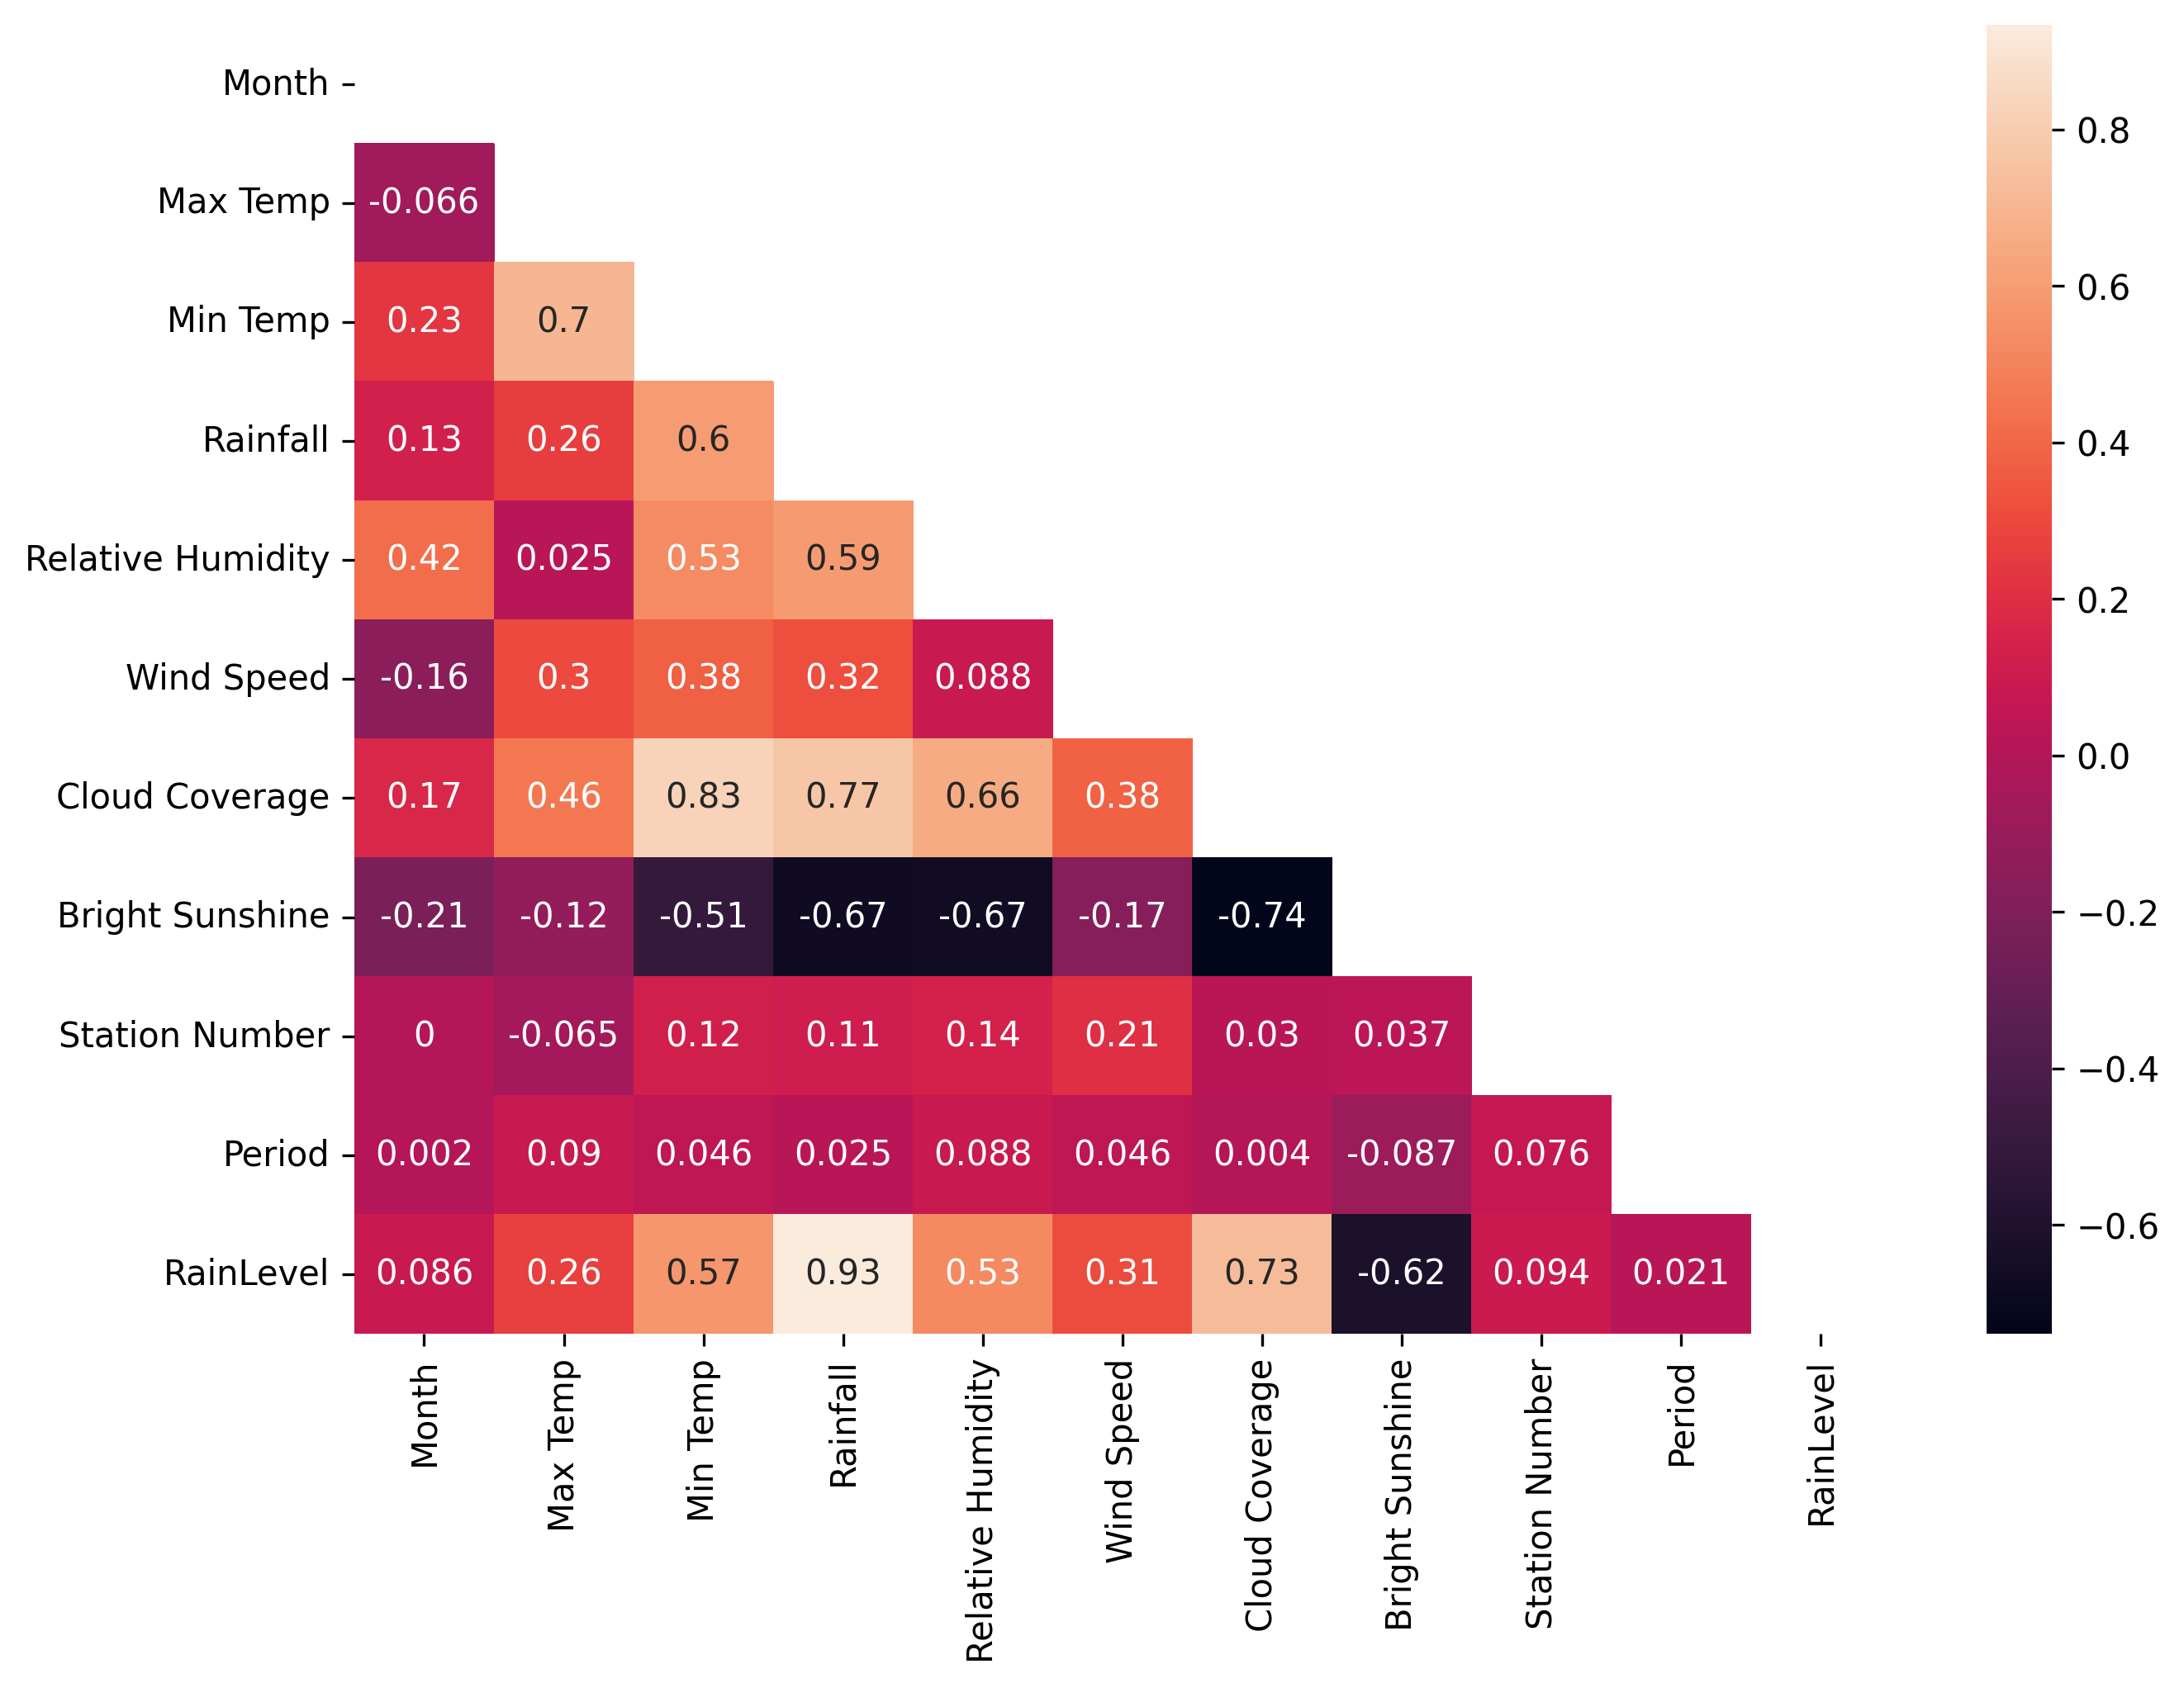 Month
Max Temp -0.066
Min Temp 0.23 0.7
Rainfall 0.13 0.26 0.6
Relative Humidity 0.42 0.025 0.53 0.59
Wind Speed -0.16 0.3 0.38 0.32 0.088
Cloud Coverage 0.17 0.46 0.83 0.77 0.66 0.38
Bright Sunshine -0.21 -0.12 -0.51 -0.67 -0.67 -0.17 -0.74
Station Number 0 -0.065 0.12 0.11 0.14 0.21 0.03 0.037
Period 0.002 0.09 0.046 0.025 0.088 0.046 0.004 -0.087 0.076
RainLevel 0.086 0.26 0.57 0.93 0.53 0.31 0.73 -0.62 0.094 0.021
Month
Max Temp
Min Temp
Rainfall
Relative Humidity
Wind Speed
Cloud Coverage
Bright Sunshine
Station Number
Period
RainLevel
0.8
0.6
0.4
0.2
0.0
−0.2
−0.4
−0.6